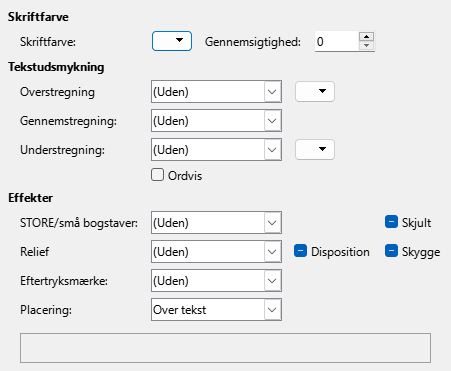 Skriftfarve
Skriftfarve: Gennemsigtighed: 0
Tekstudsmykning
Overstregning (Uden)
Gennemstregning: (Uden)
Understregning: (Uden)
Ordvis
Effekter
STORE/små bogstaver: (Uden) Skjult
Relief (Uden) Disposition Skygge
Eftertryksmærke: (Uden)
Placering: Over tekst